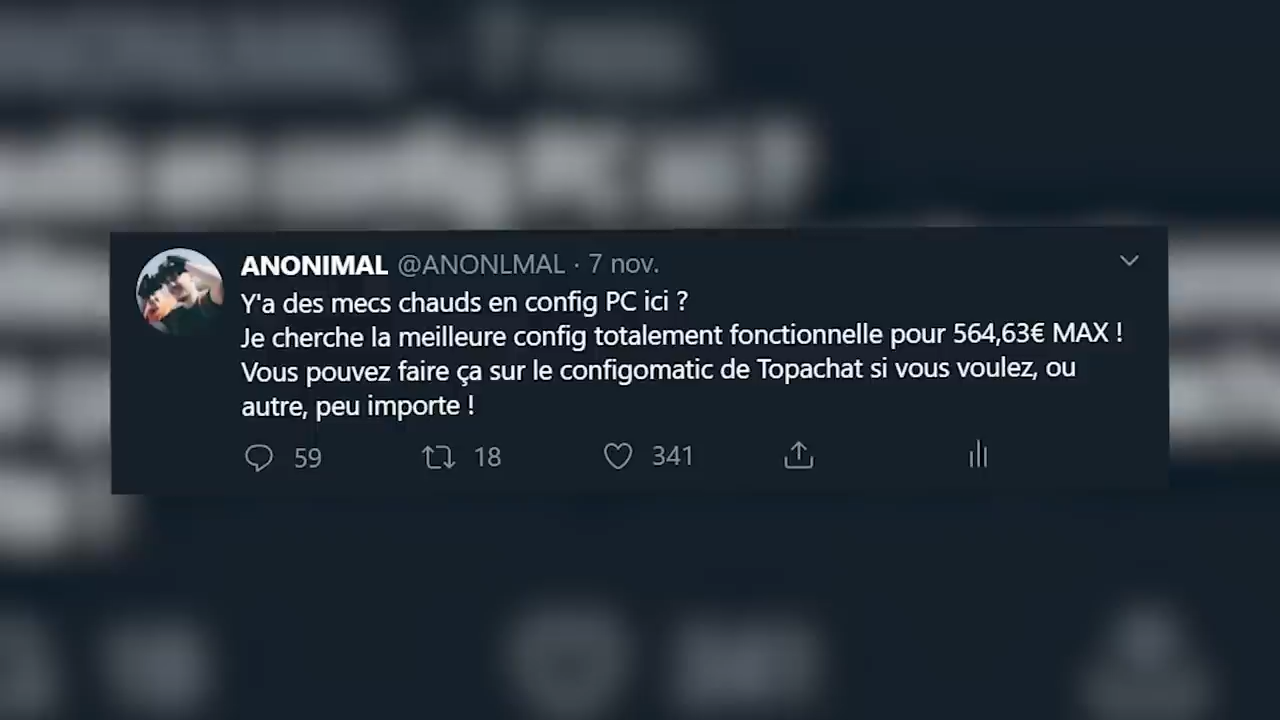 ANONIMAL @ANONLMAL · 7 nov.
Y'a des mecs chauds en config PC ici ?
Je cherche la meilleure config totalement fonctionnelle pour 564,63€ MAX !
Vous pouvez faire ça sur le configomatic de Topachat si vous voulez, ou
autre, peu importe !
59 18 341